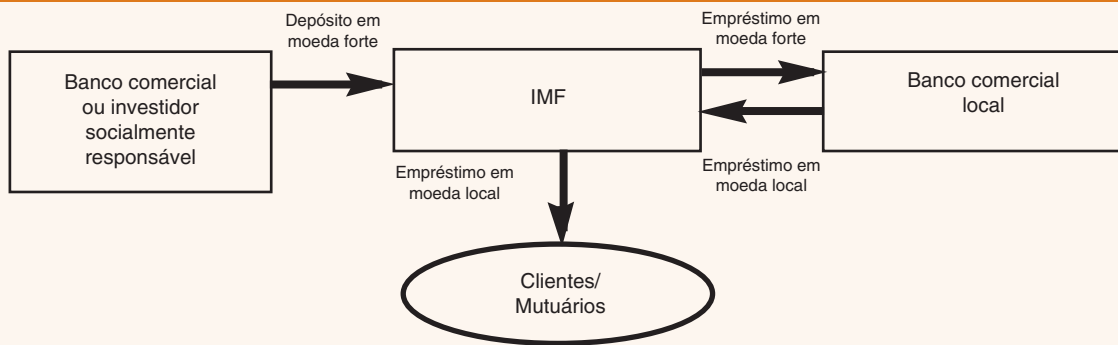 Depósito em
moeda forte
Empréstimo em
moeda forte
Banco comercial
ou investidor
socialmente
responsável
IMF
Banco comercial
local
Empréstimo em
moeda local
Empréstimo em
moeda local
Clientes/
Mutuários